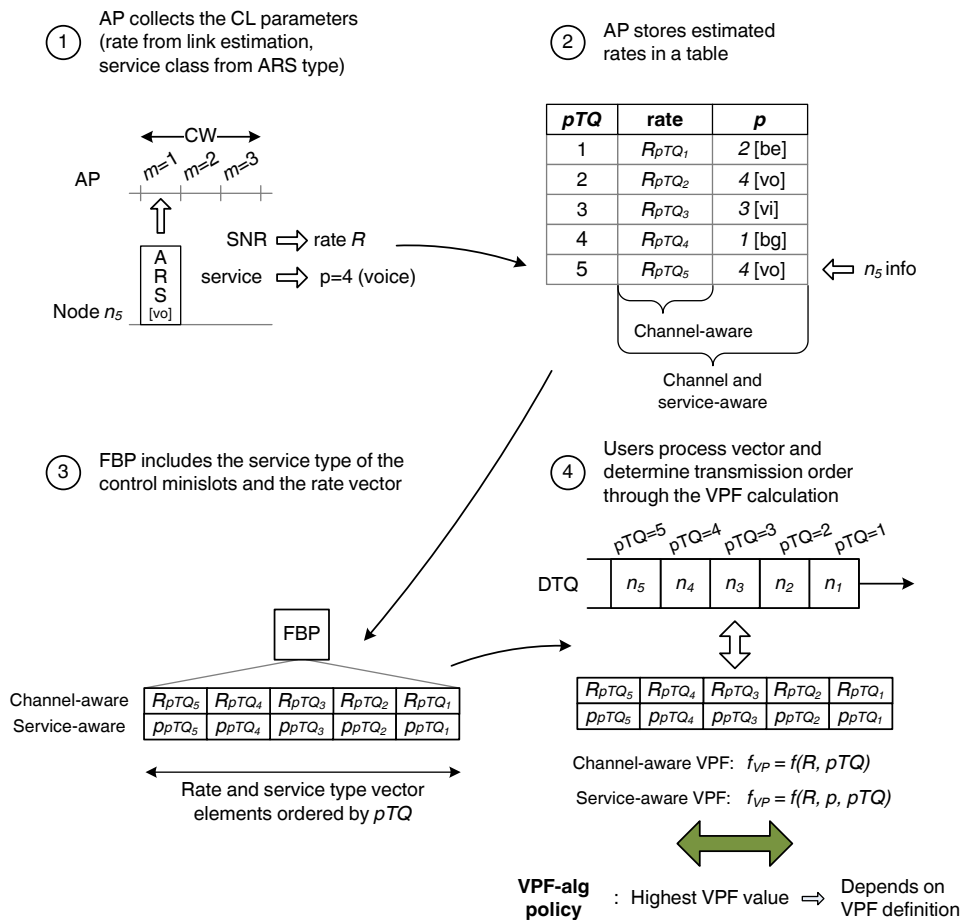 1
AP collects the CL parameters
(rate from link estimation,
service class from ARS type)
CW
m=1 m=2 m=3
AP
A
R
S
[vo]
Node n5
SNR rate R
service p=4 (voice)
2
AP stores estimated
rates in a table
pTQ rate p
1 RpTQ1 2 [be]
2 RpTQ2 4 [vo]
3 RpTQ3 3 [vi]
4 RpTQ4 1 [bg]
5 RpTQ5 4 [vo]
n5 info
Channel-aware
Channel and
service-aware
3
FBP includes the service type of the
control minislots and the rate vector
FBP
Channel-aware RpTQ5 RpTQ4 RpTQ3 RpTQ2 RpTQ1
Service-aware ppTQ5 ppTQ4 ppTQ3 ppTQ2 ppTQ1
Rate and service type vector
elements ordered by pTQ
4
Users process vector and
determine transmission order
through the VPF calculation
pTQ=5 pTQ=4 pTQ=3 pTQ=2 pTQ=1
DTQ n5 n4 n3 n2 n1
RpTQ5 RpTQ4 RpTQ3 RpTQ2 RpTQ1
ppTQ5 ppTQ4 ppTQ3 ppTQ2 ppTQ1
Channel-aware VPF: fVP = f(R, pTQ)
Service-aware VPF: fVP = f(R, p, pTQ)
VPF-alg
policy
: Highest VPF value
Depends on
VPF definition